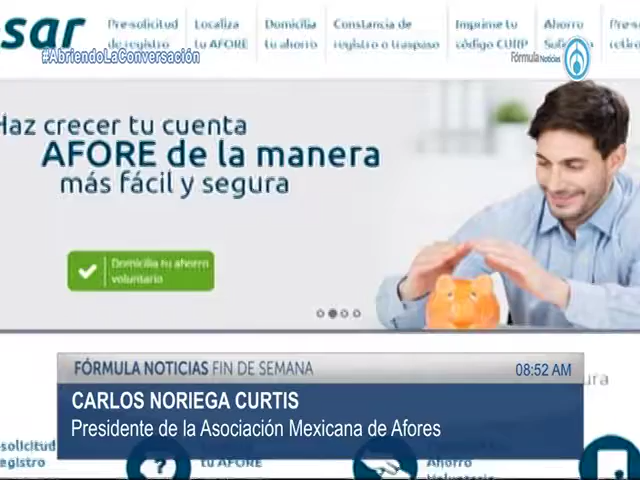 sar
Pre-solicitud
de registro
Localiza
tu AFORE
Domicilia
tu ahorro
Constancia de
registro o traspaso
Imprime tu
código CURP
Ahorro
#AbriendoLaConversación
Fórmula Noticias
Haz crecer tu cuenta
AFORE de la manera
más fácil y segura
Domicilia tu ahorro
voluntario
FÓRMULA NOTICIAS FIN DE SEMANA
08:52 AM
CARLOS NORIEGA CURTIS
Presidente de la Asociación Mexicana de Afores
solicitud
registro
tu AFORE
Ahorro
Voluntario